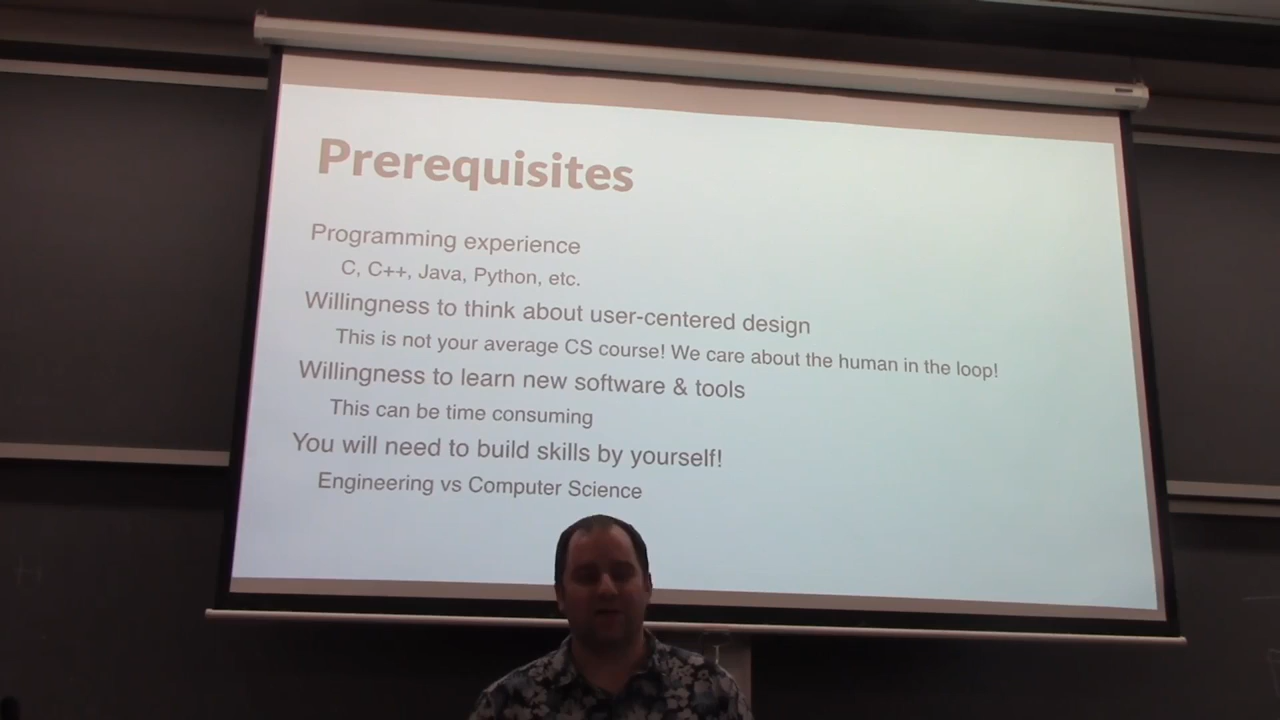 Prerequisites
Programming experience
C, C++, Java, Python, etc.
Willingness to think about user-centered design
This is not your average CS course! We care about the human in the loop!
Willingness to learn new software & tools
This can be time consuming
You will need to build skills by yourself!
Engineering vs Computer Science